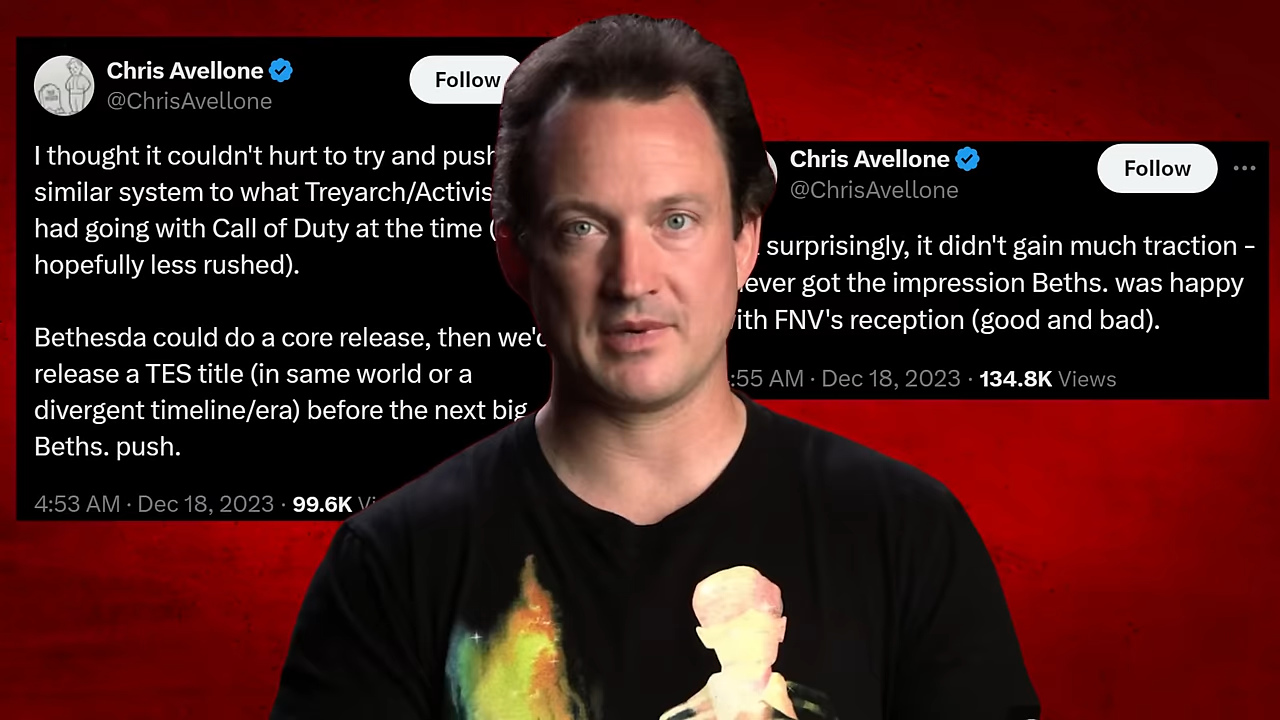 Chris Avellone
@ChrisAvellone
Follow
I thought it couldn't hurt to try and push
similar system to what Treyarch/Activis
had going with Call of Duty at the time (
hopefully less rushed).
Bethesda could do a core release, then we'd
release a TES title (in same world or a
divergent timeline/era) before the next big
Beths. push.
4:53 AM · Dec 18, 2023 · 99.6K Vi
Chris Avellone
@ChrisAvellone
Follow
surprisingly, it didn't gain much traction -
never got the impression Beths. was happy
with FNV's reception (good and bad).
:55 AM · Dec 18, 2023 · 134.8K Views